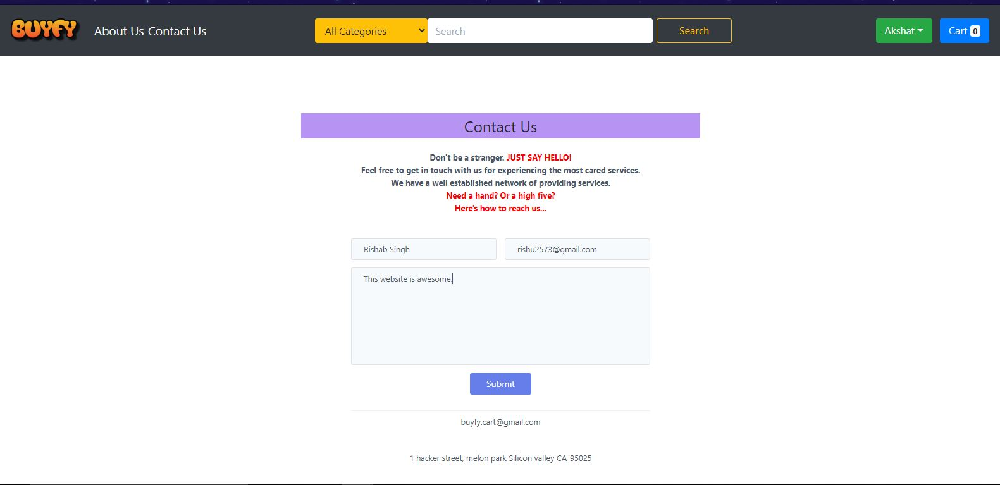 BUYFY About Us Contact Us All Categories Search Search Akshat Cart 0
Contact Us
Don't be a stranger. JUST SAY HELLO!
Feel free to get in touch with us for experiencing the most cared services.
We have a well established network of providing services.
Need a hand? Or a high five?
Here's how to reach us...
Rishab Singh rishu2573@gmail.com
This website is awesome.
Submit
buyfy.cart@gmail.com
1 hacker street, melon park Silicon valley CA-95025